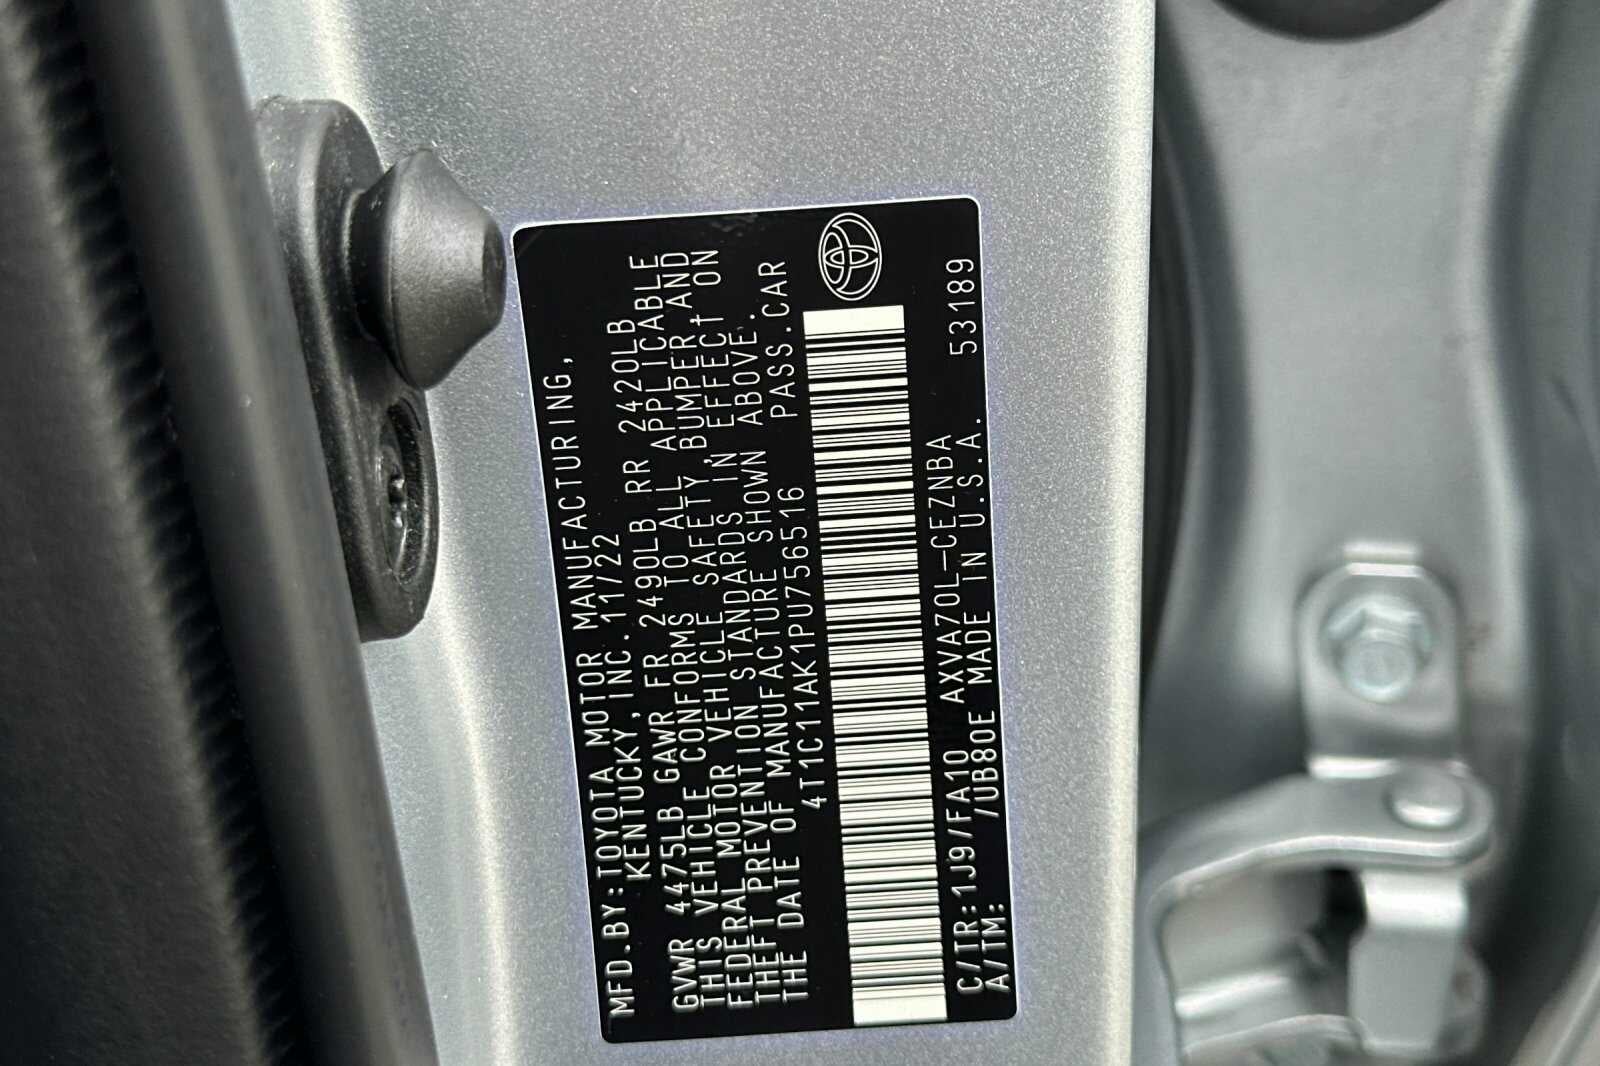 MFD.BY:TOYOTA MOTOR MANUFACTURING,
KENTUCKY,INC. 11/22
GVWR 4475LB GAWR FR 2490LB RR 2420LB
THIS VEHICLE CONFORMS TO ALL APPLICABLE
FEDERAL MOTOR VEHICLE SAFETY,BUMPER,AND
THEFT PREVENTION STANDARDS IN EFFECT ON
THE DATE OF MANUFACTURE SHOWN ABOVE.
4T1C11AK1PU756516 PASS.CAR
C/TR:1J9/FA10 AXVA70L-CEZNBA 53189
A/TM: /UB80E MADE IN U.S.A.